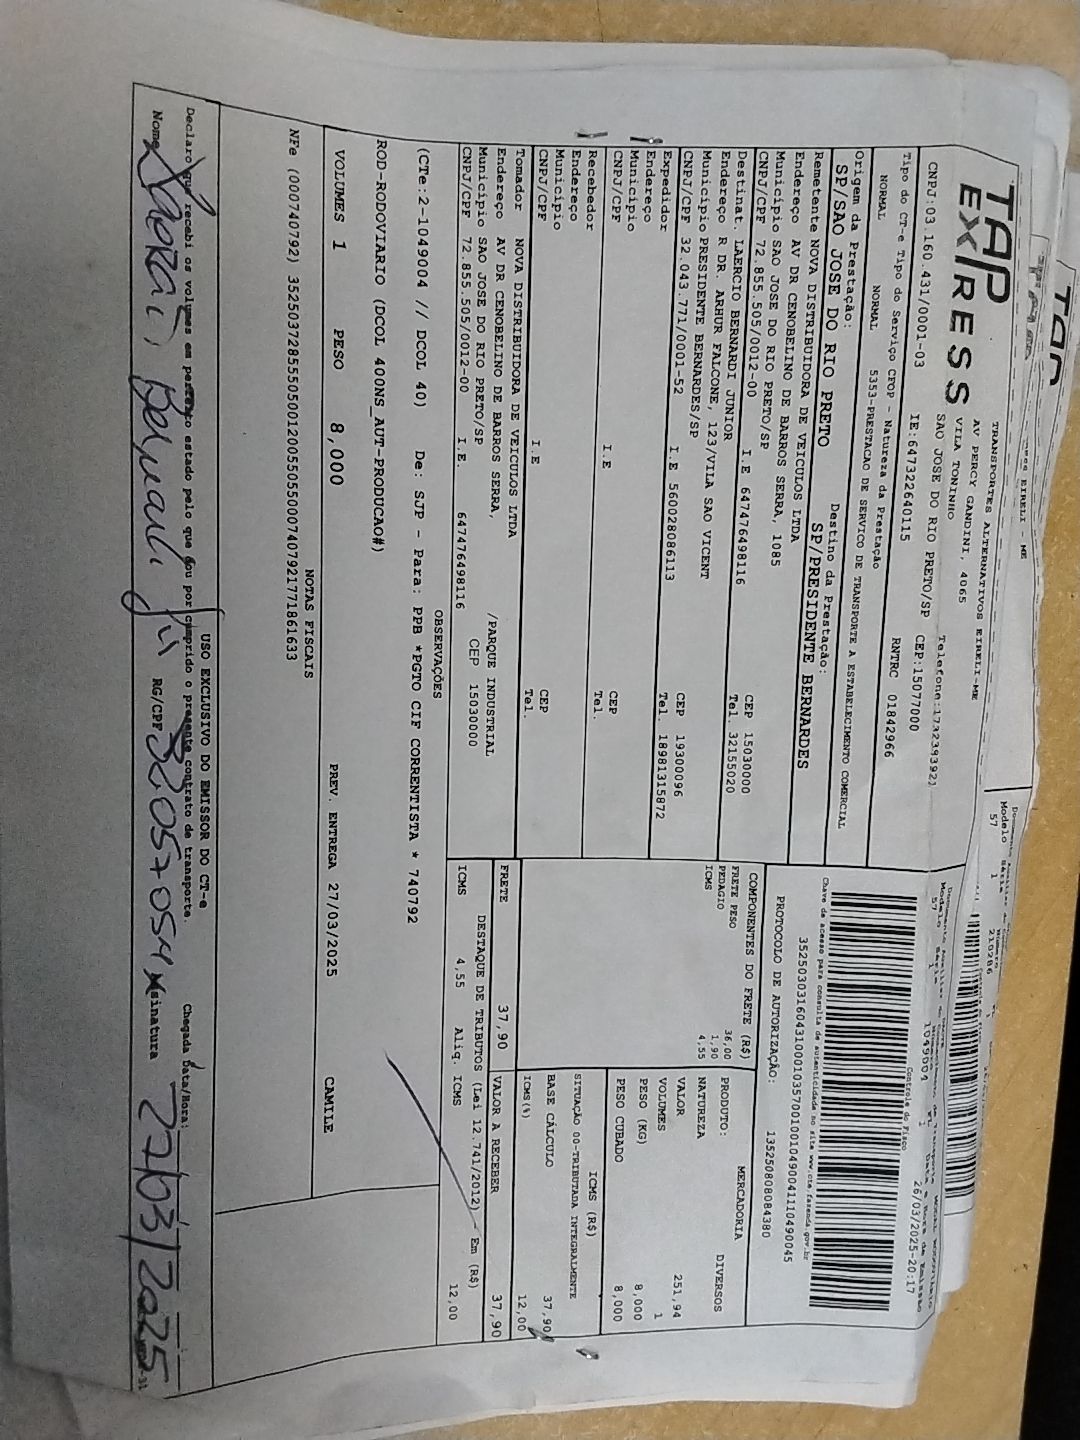 TAP EXIRESS
TRANSPORTES ALTERNATIVOS EIRELI-ME
AV PERCY GANDINI, 4065
VILA TONINHO
SAO JOSE DO RIO PRETO/SP
CEP:15077000
CNPJ:03.160.431/0001-03
IE:647322640115
RNTRC 01842966
Modelo Série
57 1 1049004 1 26/03/2025-20:17
Controle do Fisco
Chave de acesso para consulta de autenticidade no site www.cte.fazenda.gov.br
PROTOCOLO DE AUTORIZAÇÃO:
135250808084380
Tipo do CT-e Tipo do Serviço CFOP - Natureza da Prestação
NORMAL NORMAL 5353-PRESTACAO DE SERVICO DE TRANSPORTE A ESTABELECIMENTO COMERCIAL
Origem da Prestação: Destino da Prestação:
SP/SAO JOSE DO RIO PRETO SP/PRESIDENTE BERNARDES
Remetente NOVA DISTRIBUIDORA DE VEICULOS LTDA
Endereço AV DR CENOBELINO DE BARROS SERRA, 1085
Município SAO JOSE DO RIO PRETO/SP CEP 15030000
CNPJ/CPF 72.855.505/0012-00 I.E 647476498116 Tel. 32155020
Destinat. LAERCIO BERNARDI JUNIOR
Endereço R DR. ARHUR FALCONE, 123/VILA SAO VICENT
Município PRESIDENTE BERNARDES/SP CEP 19300096
CNPJ/CPF 32.043.771/0001-52 I.E 560028086113 Tel. 18981315872
Expedidor
Endereço
Município CEP
CNPJ/CPF I.E Tel.
Recebedor
Endereço
Município CEP
CNPJ/CPF I.E Tel.
Tomador NOVA DISTRIBUIDORA DE VEICULOS LTDA
Endereço AV DR CENOBELINO DE BARROS SERRA, /PARQUE INDUSTRIAL
Município SAO JOSE DO RIO PRETO/SP CEP 15030000
CNPJ/CPF 72.855.505/0012-00 I.E. 647476498116
COMPONENTES DO FRETE (R$)
FRETE PESO 36,00
PEDAGIO 1,90
ICMS 4,55
FRETE 37,90
PRODUTO: MERCADORIA
NATUREZA DIVERSOS
VALOR 251,94
VOLUMES 1
PESO (KG) 8,000
PESO CUBADO 8,000
ICMS (R$)
SITUAÇÃO 00-TRIBUTADA INTEGRALMENTE
BASE CÁLCULO 37,90
ICMS(%) 12,00
VALOR A RECEBER 37,90
DESTAQUE DE TRIBUTOS (Lei 12.741/2012) - Em (R$)
ICMS 4,55 Aliq. ICMS 12,00
OBSERVAÇÕES
(CTe:2-1049004 // DCOL 40) De: SJP - Para: PPB *PGTO CIF CORRENTISTA * 740792
ROD-RODOVIARIO (DCOL 400NS_AUT-PRODUCAO#)
VOLUMES 1 PESO 8,000 PREV. ENTREGA 27/03/2025 CAMILE
NOTAS FISCAIS
USO EXCLUSIVO DO EMISSOR DO CT-e
Declaro que recebi os volumes em perfeito estado pelo que dou por cumprido o presente contrato de transporte.
Chegada Data/Hora:
Nome RG/CPF Assinatura 27/03/2025